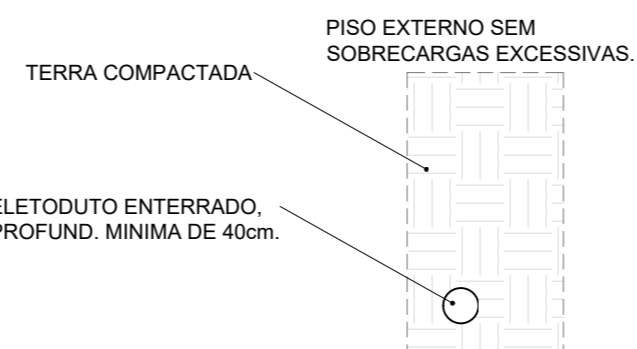 PISO EXTERNO SEM
SOBRECARGAS EXCESSIVAS.
TERRA COMPACTADA
ELETODUTO ENTERRADO,
PROFUND. MINIMA DE 40cm.